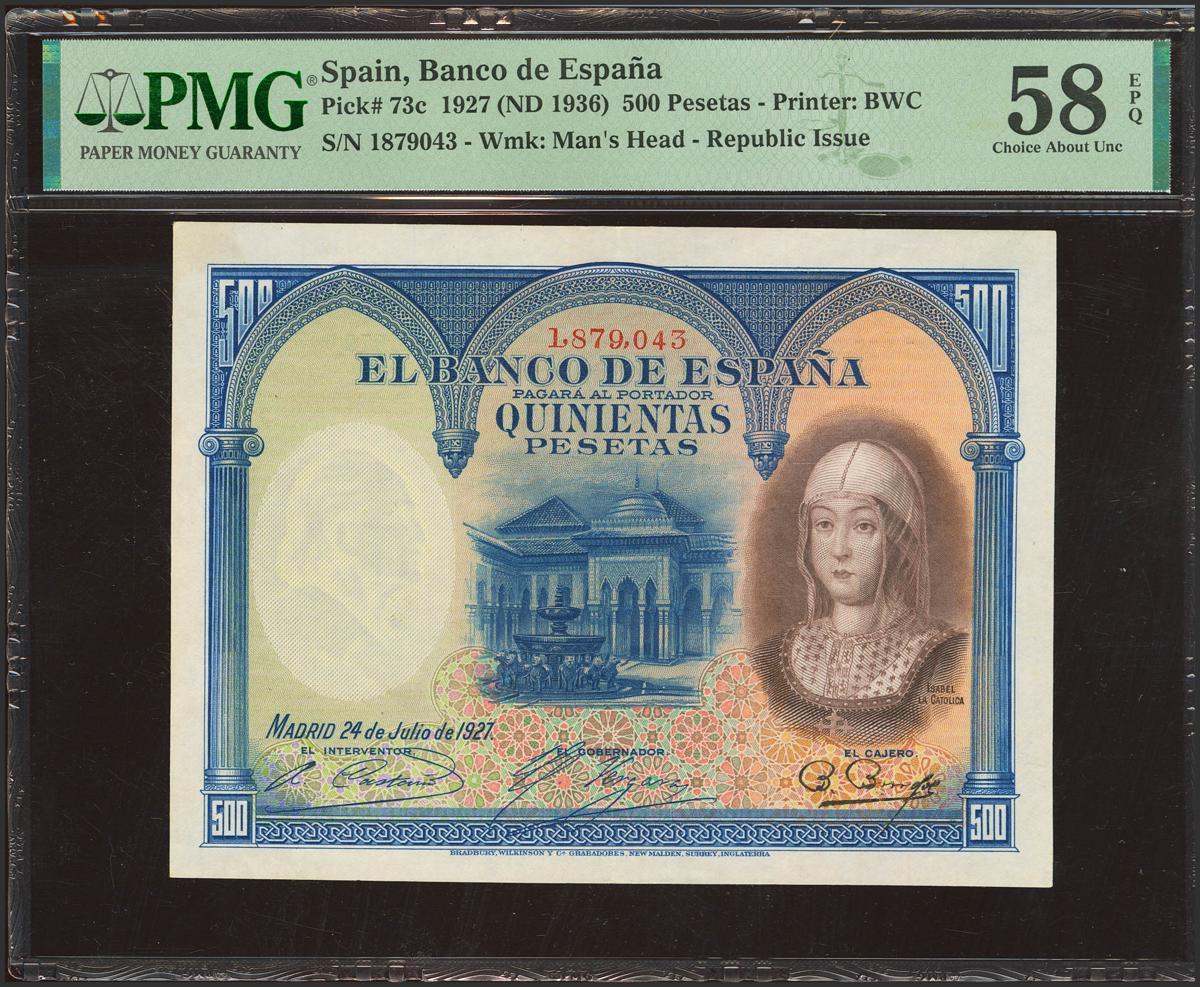 PMG®
PAPER MONEY GUARANTY
Spain, Banco de España
Pick# 73c 1927 (ND 1936) 500 Pesetas - Printer: BWC
S/N 1879043 - Wmk: Man's Head - Republic Issue
58
EPQ
Choice About Unc
500
500
1,879,043
EL BANCO DE ESPAÑA
PAGARÁ AL PORTADOR
QUINIENTAS
PESETAS
ISABEL
LA CATOLICA
MADRID 24 de Julio de 1927.
EL INTERVENTOR.
EL GOBERNADOR.
EL CAJERO.
500
500
BRADBURY, WILKINSON Y Cª GRABADORES, NEW MALDEN, SURREY, INGLATERRA